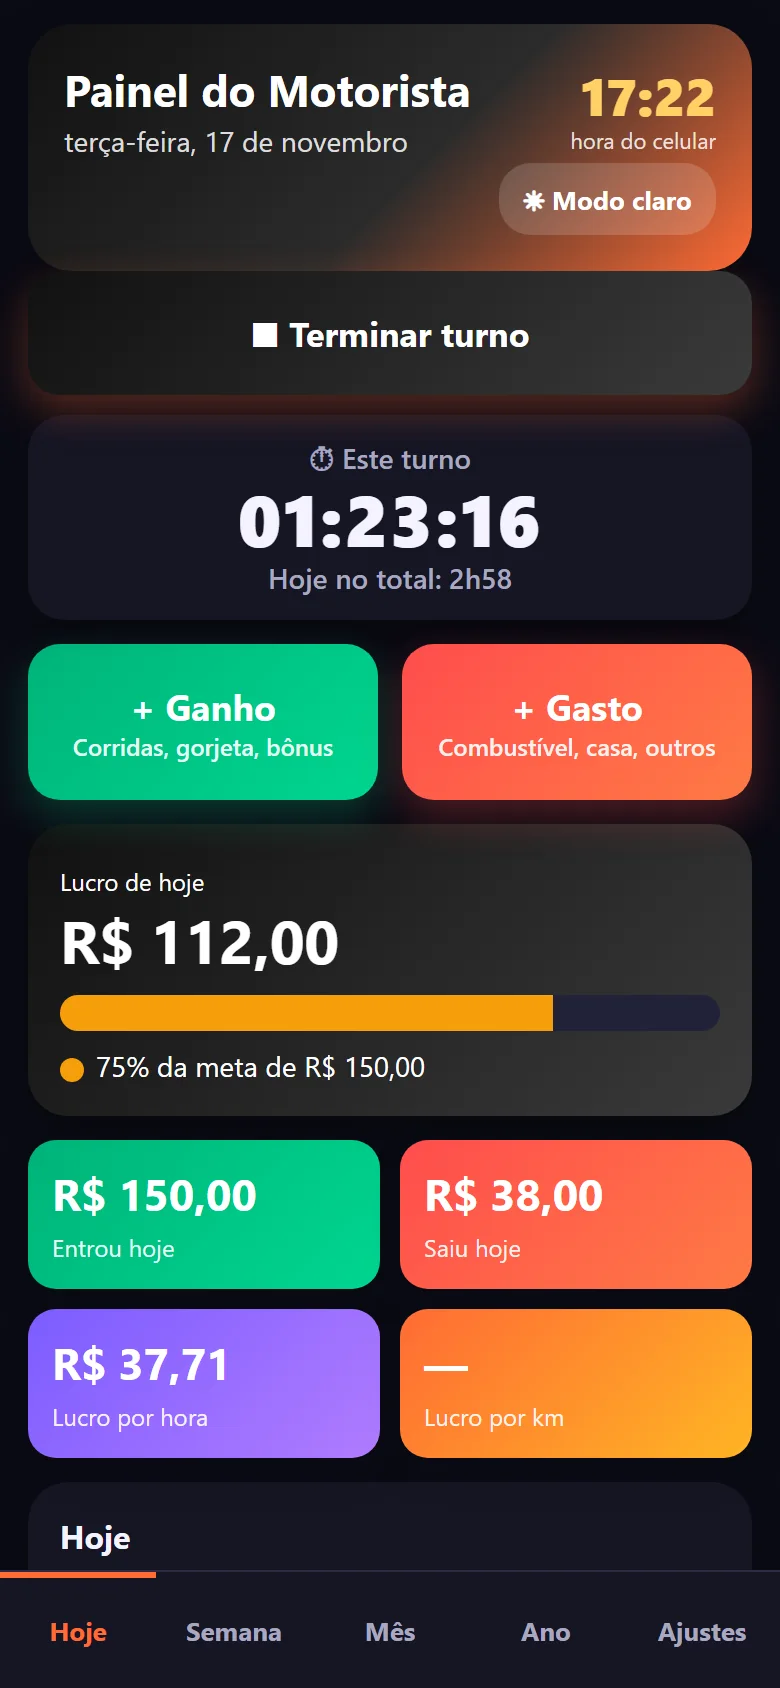 Painel do Motorista
terça-feira, 17 de novembro
17:22
hora do celular
Modo claro
Terminar turno
Este turno
01:23:16
Hoje no total: 2h58
+ Ganho
Corridas, gorjeta, bônus
+ Gasto
Combustível, casa, outros
Lucro de hoje
R$ 112,00
75% da meta de R$ 150,00
R$ 150,00
Entrou hoje
R$ 38,00
Saiu hoje
R$ 37,71
Lucro por hora
—
Lucro por km
Hoje
Hoje
Semana
Mês
Ano
Ajustes